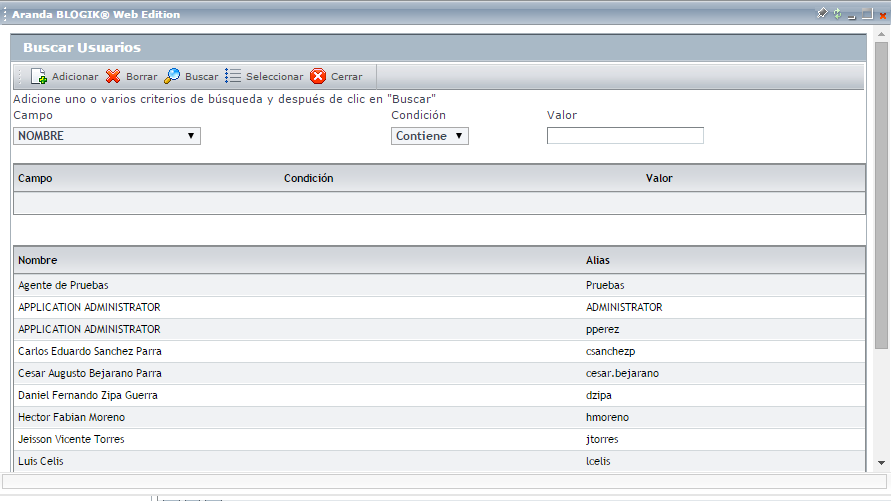 Aranda BLOGIK® Web Edition
Buscar Usuarios
Adicionar Borrar Buscar Seleccionar Cerrar
Adicione uno o varios criterios de búsqueda y después de clic en "Buscar"
Campo Condición Valor
NOMBRE Contiene
Campo Condición Valor
Nombre Alias
Agente de Pruebas Pruebas
APPLICATION ADMINISTRATOR ADMINISTRATOR
APPLICATION ADMINISTRATOR pperez
Carlos Eduardo Sanchez Parra csanchezp
Cesar Augusto Bejarano Parra cesar.bejarano
Daniel Fernando Zipa Guerra dzipa
Hector Fabian Moreno hmoreno
Jeisson Vicente Torres jtorres
Luis Celis lcelis